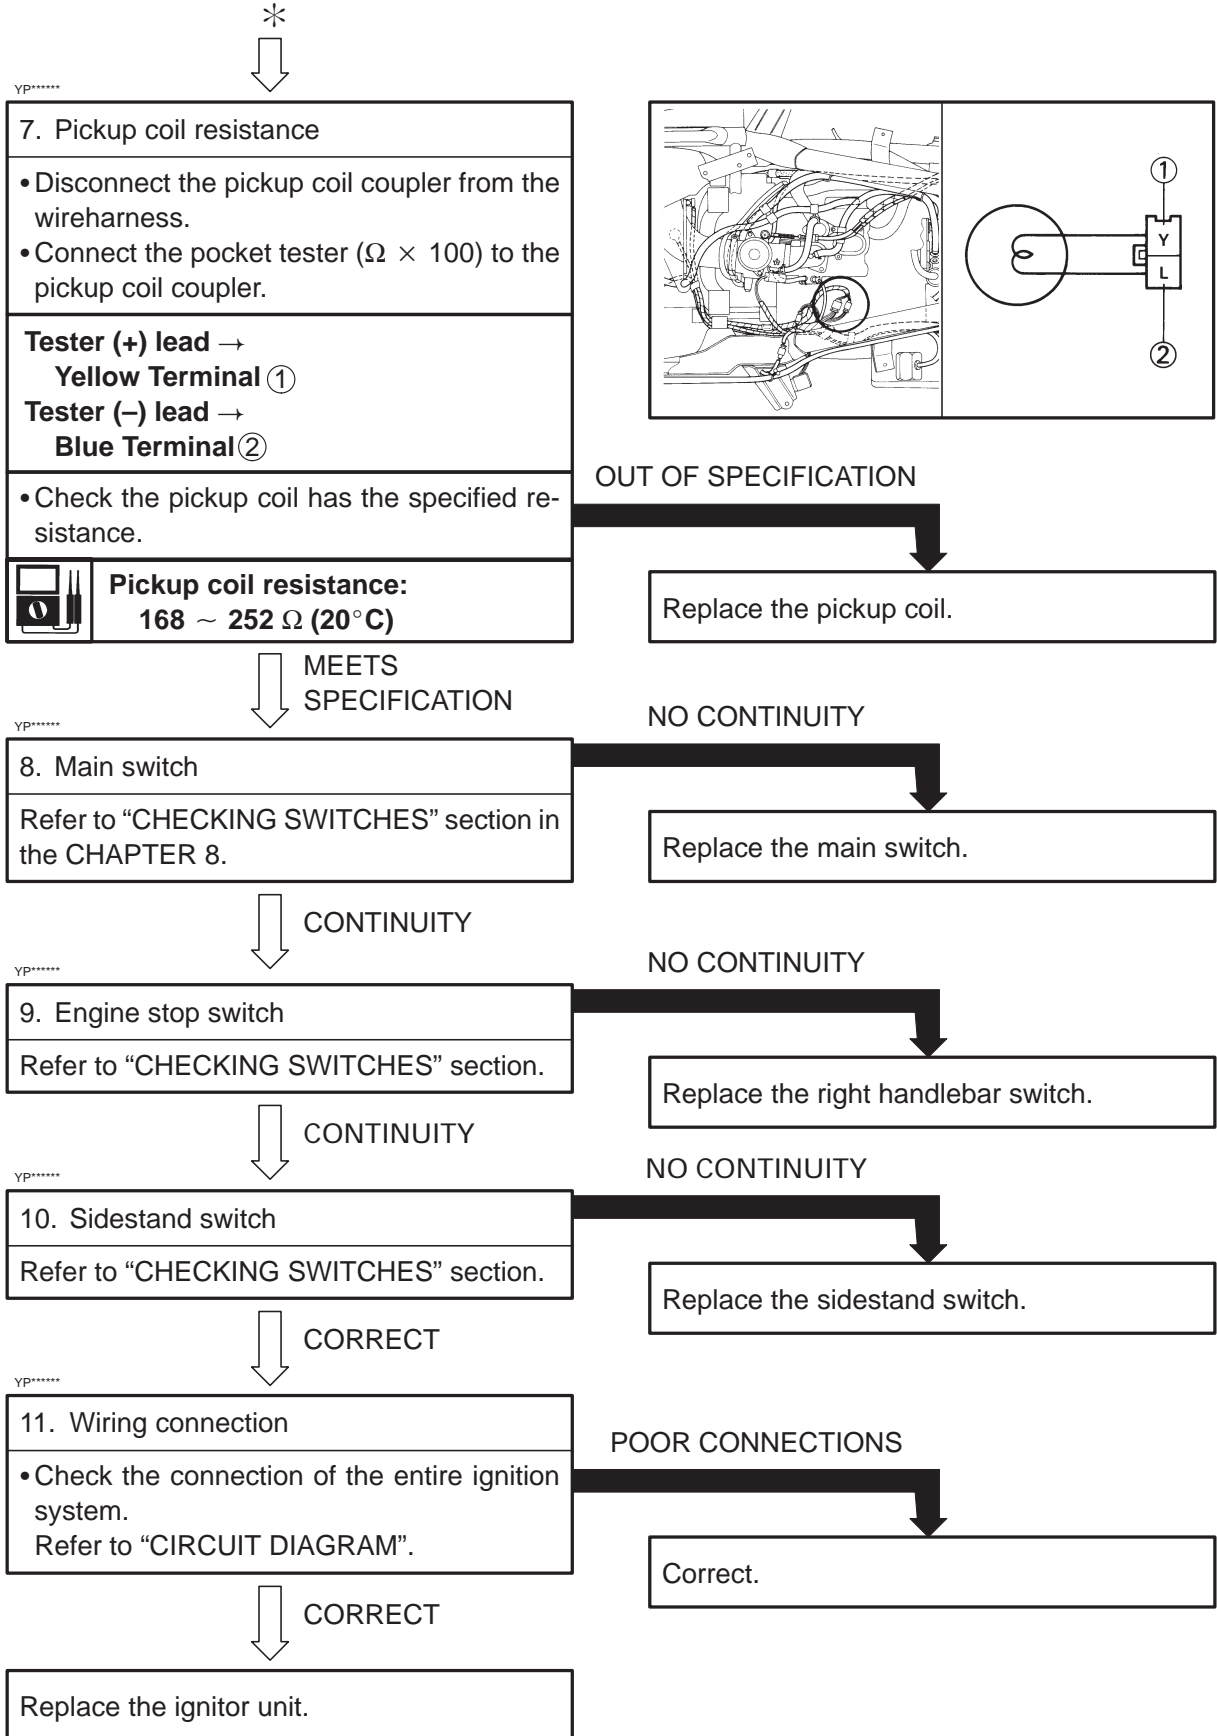 *
YP******
7. Pickup coil resistance
• Disconnect the pickup coil coupler from the
wireharness.
• Connect the pocket tester (Ω × 100) to the
pickup coil coupler.
Tester (+) lead →
Yellow Terminal ①
Tester (–) lead →
Blue Terminal ②
• Check the pickup coil has the specified re-
sistance.
Pickup coil resistance:
168 ~ 252 Ω (20°C)
①
Y
L
②
OUT OF SPECIFICATION
Replace the pickup coil.
MEETS
SPECIFICATION
YP******
8. Main switch
Refer to “CHECKING SWITCHES” section in
the CHAPTER 8.
NO CONTINUITY
Replace the main switch.
CONTINUITY
YP******
9. Engine stop switch
Refer to “CHECKING SWITCHES” section.
NO CONTINUITY
Replace the right handlebar switch.
CONTINUITY
YP******
10. Sidestand switch
Refer to “CHECKING SWITCHES” section.
NO CONTINUITY
Replace the sidestand switch.
CORRECT
YP******
11. Wiring connection
• Check the connection of the entire ignition
system.
Refer to “CIRCUIT DIAGRAM”.
POOR CONNECTIONS
Correct.
CORRECT
Replace the ignitor unit.